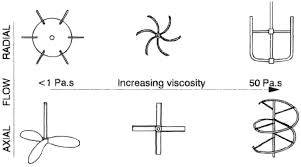 RADIAL
FLOW
AXIAL
<1 Pa.s Increasing viscosity 50 Pa.s